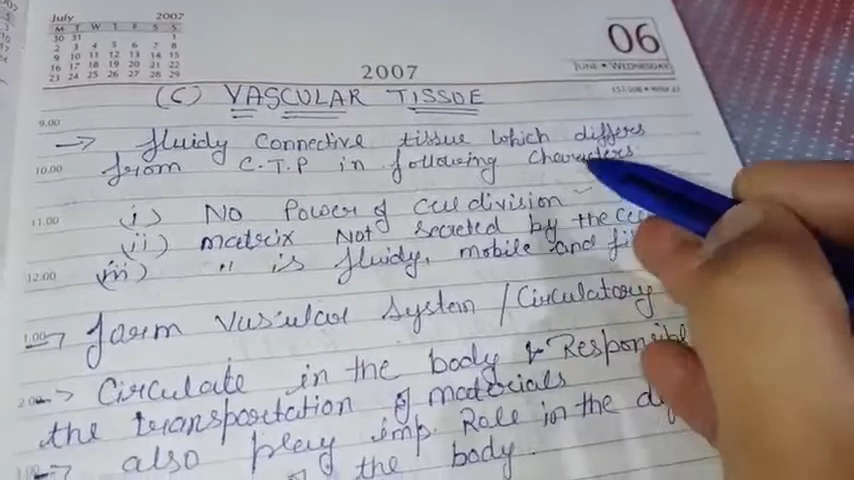 July 2007
M T W T F S S
30 31 1
2 3 4 5 6 7 8
9 10 11 12 13 14 15
16 17 18 19 20 21 22
23 24 25 26 27 28 29
2007
06
JUNE • WEDNESDAY
(C) VASCULAR TISSUE
9.00
→ fluidy Connective tissue which differs
10.00
from C.T.P in following characters
11.00
i) No Power of cell division
ii) matrix Not secreted by the
12.00
iii) " is fluidy, mobile and
1.00
→ form vascular system / Circulatory
2.00
→ Circulate in the body & Responsible
the transportation of materials
→ also play imp. Role in the
the body.